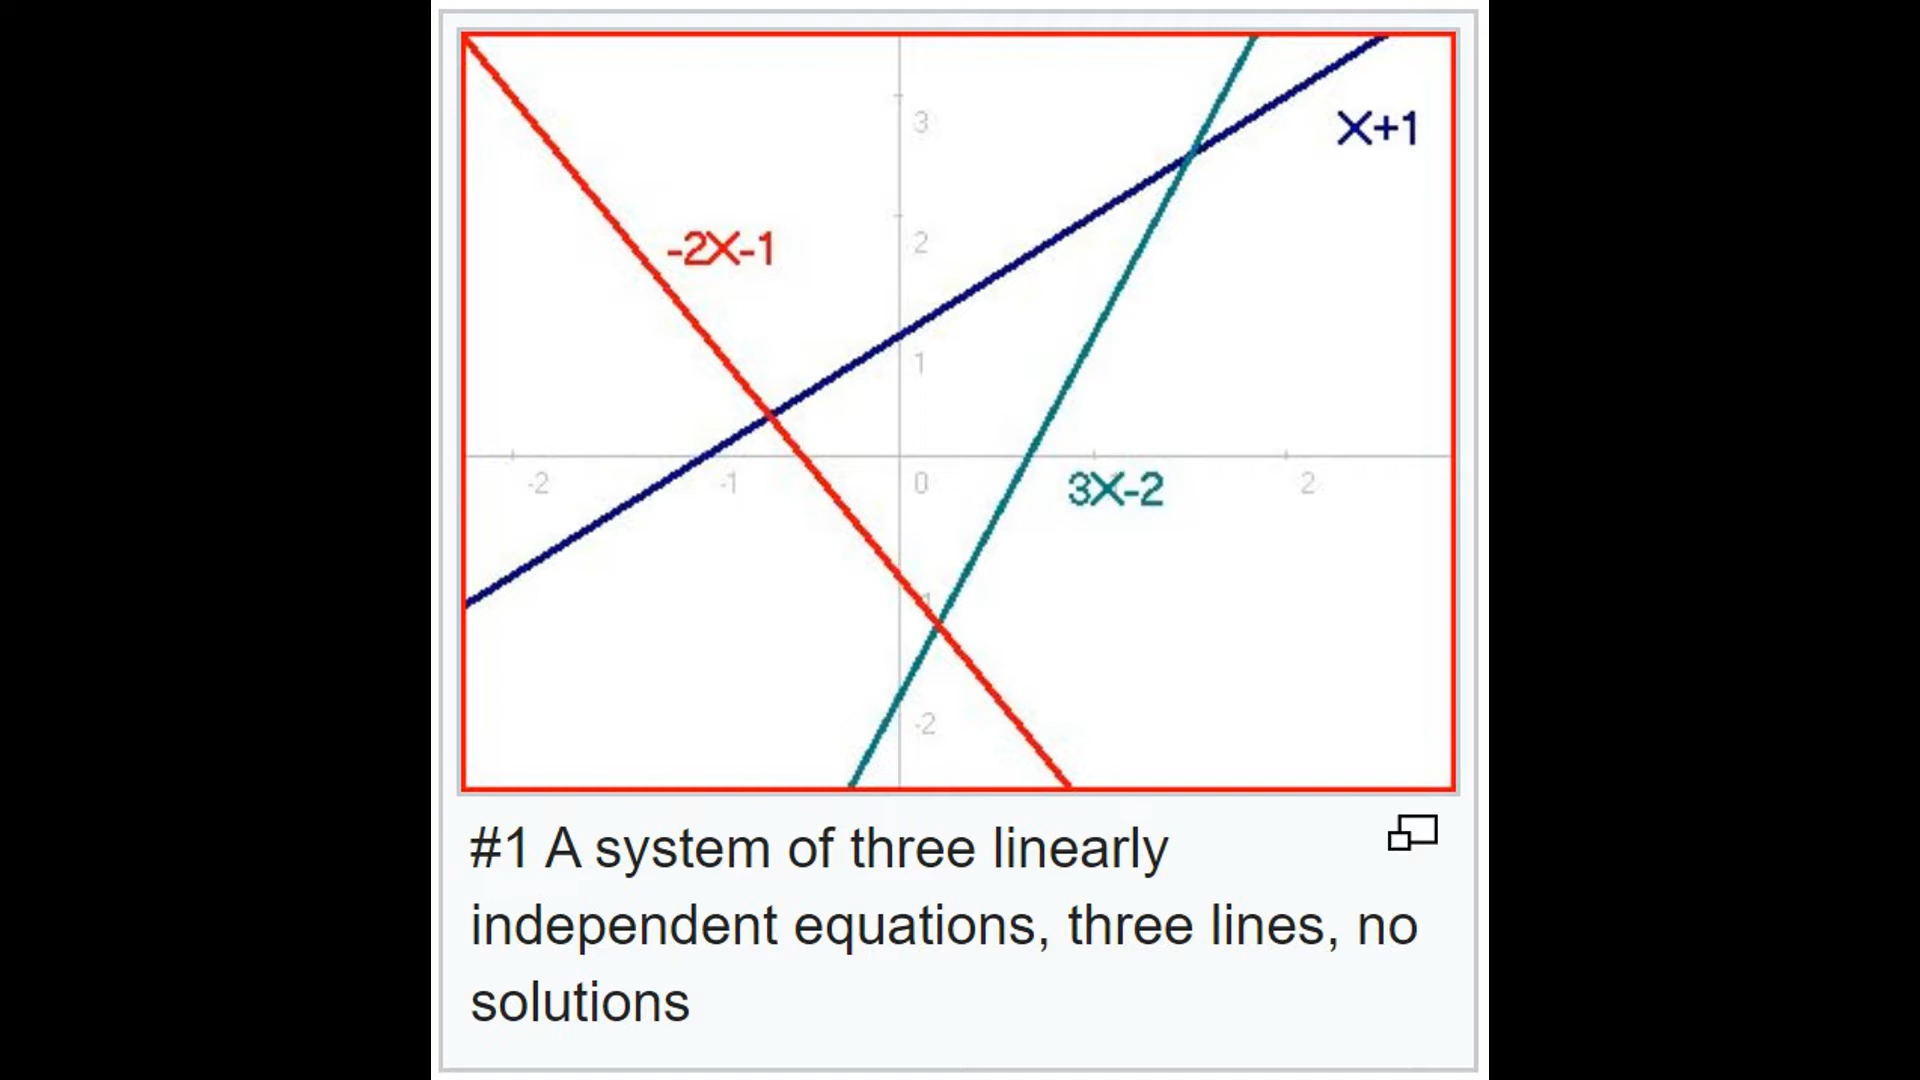 3
X+1
-2X-1
2
1
-2
-1
0
3X-2
2
-2
#1 A system of three linearly
independent equations, three lines, no
solutions